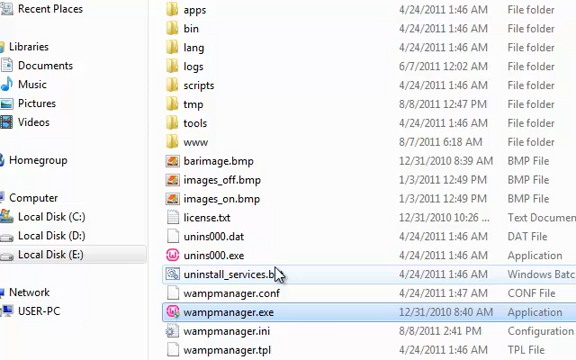 Recent Places
Libraries
Documents
Music
Pictures
Videos
Homegroup
Computer
Local Disk (C:)
Local Disk (D:)
Local Disk (E:)
Network
USER-PC
apps 4/24/2011 1:46 AM File folder
bin 4/24/2011 1:46 AM File folder
lang 4/24/2011 1:46 AM File folder
logs 6/7/2011 12:02 AM File folder
scripts 4/24/2011 1:46 AM File folder
tmp 8/8/2011 12:47 PM File folder
tools 4/24/2011 1:46 AM File folder
www 8/7/2011 6:18 AM File folder
barimage.bmp 12/31/2010 8:39 AM BMP File
images_off.bmp 1/3/2011 12:49 PM BMP File
images_on.bmp 1/3/2011 12:49 PM BMP File
license.txt 12/31/2010 10:26 ... Text Docume
unins000.dat 4/24/2011 1:46 AM DAT File
unins000.exe 4/24/2011 1:46 AM Application
uninstall_services.b 4/24/2011 1:46 AM Windows Batc
wampmanager.conf 4/24/2011 1:47 AM CONF File
wampmanager.exe 12/31/2010 8:40 AM Application
wampmanager.ini 8/8/2011 2:41 PM Configuration
wampmanager.tpl 4/24/2011 1:46 AM TPL File